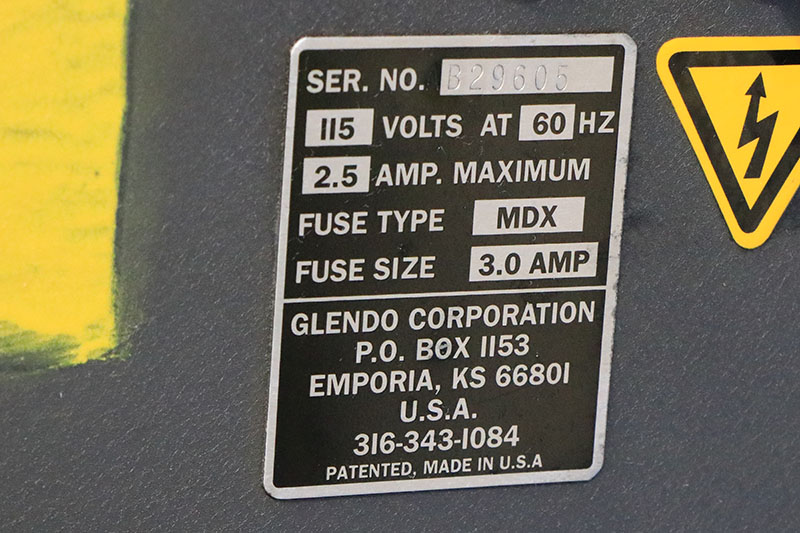 SER. NO. B29605
115 VOLTS AT 60 HZ
2.5 AMP. MAXIMUM
FUSE TYPE MDX
FUSE SIZE 3.0 AMP
GLENDO CORPORATION
P.O. BOX 1153
EMPORIA, KS 66801
U.S.A.
316-343-1084
PATENTED, MADE IN U.S.A